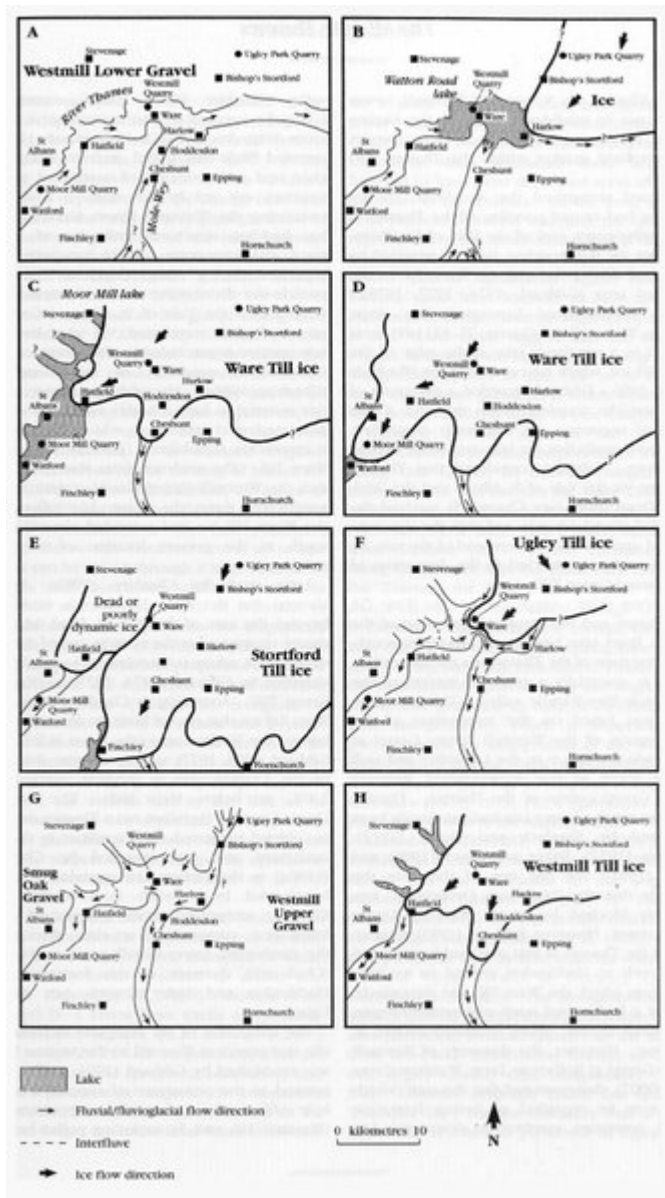 A
Stevenage
Ugley Park Quarry
Westmill Lower Gravel
Westmill
Quarry
Bishop's Stortford
River Thames
Ware
Harlow
St
Albans
Hatfield
Hoddesdon
Cheshunt
Epping
Moor Mill Quarry
Watford
Finchley
Hornchurch
B
Ugley Park Quarry
Stevenage
Watton Road
lake
Westmill
Quarry
Bishop's Stortford
Ice
Ware
Harlow
St
Albans
Hatfield
Cheshunt
Epping
Moor Mill Quarry
Watford
Finchley
Hornchurch
C
Moor Mill lake
Stevenage
Ugley Park Quarry
Bishop's Stortford
Westmill
Quarry
Ware
Ware Till ice
Harlow
Hatfield
Hoddesdon
St
Albans
Cheshunt
Epping
Moor Mill Quarry
Watford
Finchley
Hornchurch
D
Stevenage
Ugley Park Quarry
Bishop's Stortford
Westmill
Quarry
Ware
Ware Till ice
Harlow
Hatfield
Hoddesdon
St
Albans
Cheshunt
Epping
Moor Mill Quarry
Watford
Finchley
Hornchurch
E
Stevenage
Ugley Park Quarry
Bishop's Stortford
Dead or
poorly
dynamic ice
Westmill
Quarry
Ware
Hatfield
Harlow
Stortford
Till ice
St
Albans
Cheshunt
Epping
Moor Mill
Quarry
Watford
Finchley
Hornchurch
F
Ugley Till ice
Stevenage
Ugley Park Quarry
Westmill
Quarry
Bishop's Stortford
Ware
Harlow
St
Albans
Hatfield
Cheshunt
Epping
Moor Mill Quarry
Watford
Finchley
Hornchurch
G
Stevenage
Ugley Park Quarry
Westmill
Quarry
Bishop's Stortford
Smug
Oak
Gravel
Ware
Harlow
Westmill
Upper
Gravel
St
Albans
Hatfield
Hoddesdon
Cheshunt
Epping
Moor Mill Quarry
Watford
Finchley
Hornchurch
H
Stevenage
Ugley Park Quarry
Westmill
Quarry
Bishop's Stortford
Westmill Till ice
Ware
Harlow
Hatfield
Hoddesdon
St
Albans
Cheshunt
Epping
Moor Mill Quarry
Watford
Finchley
Hornchurch
Lake
Fluvial/fluvioglacial flow direction
Interfluve
Ice flow direction
0 kilometres 10
N